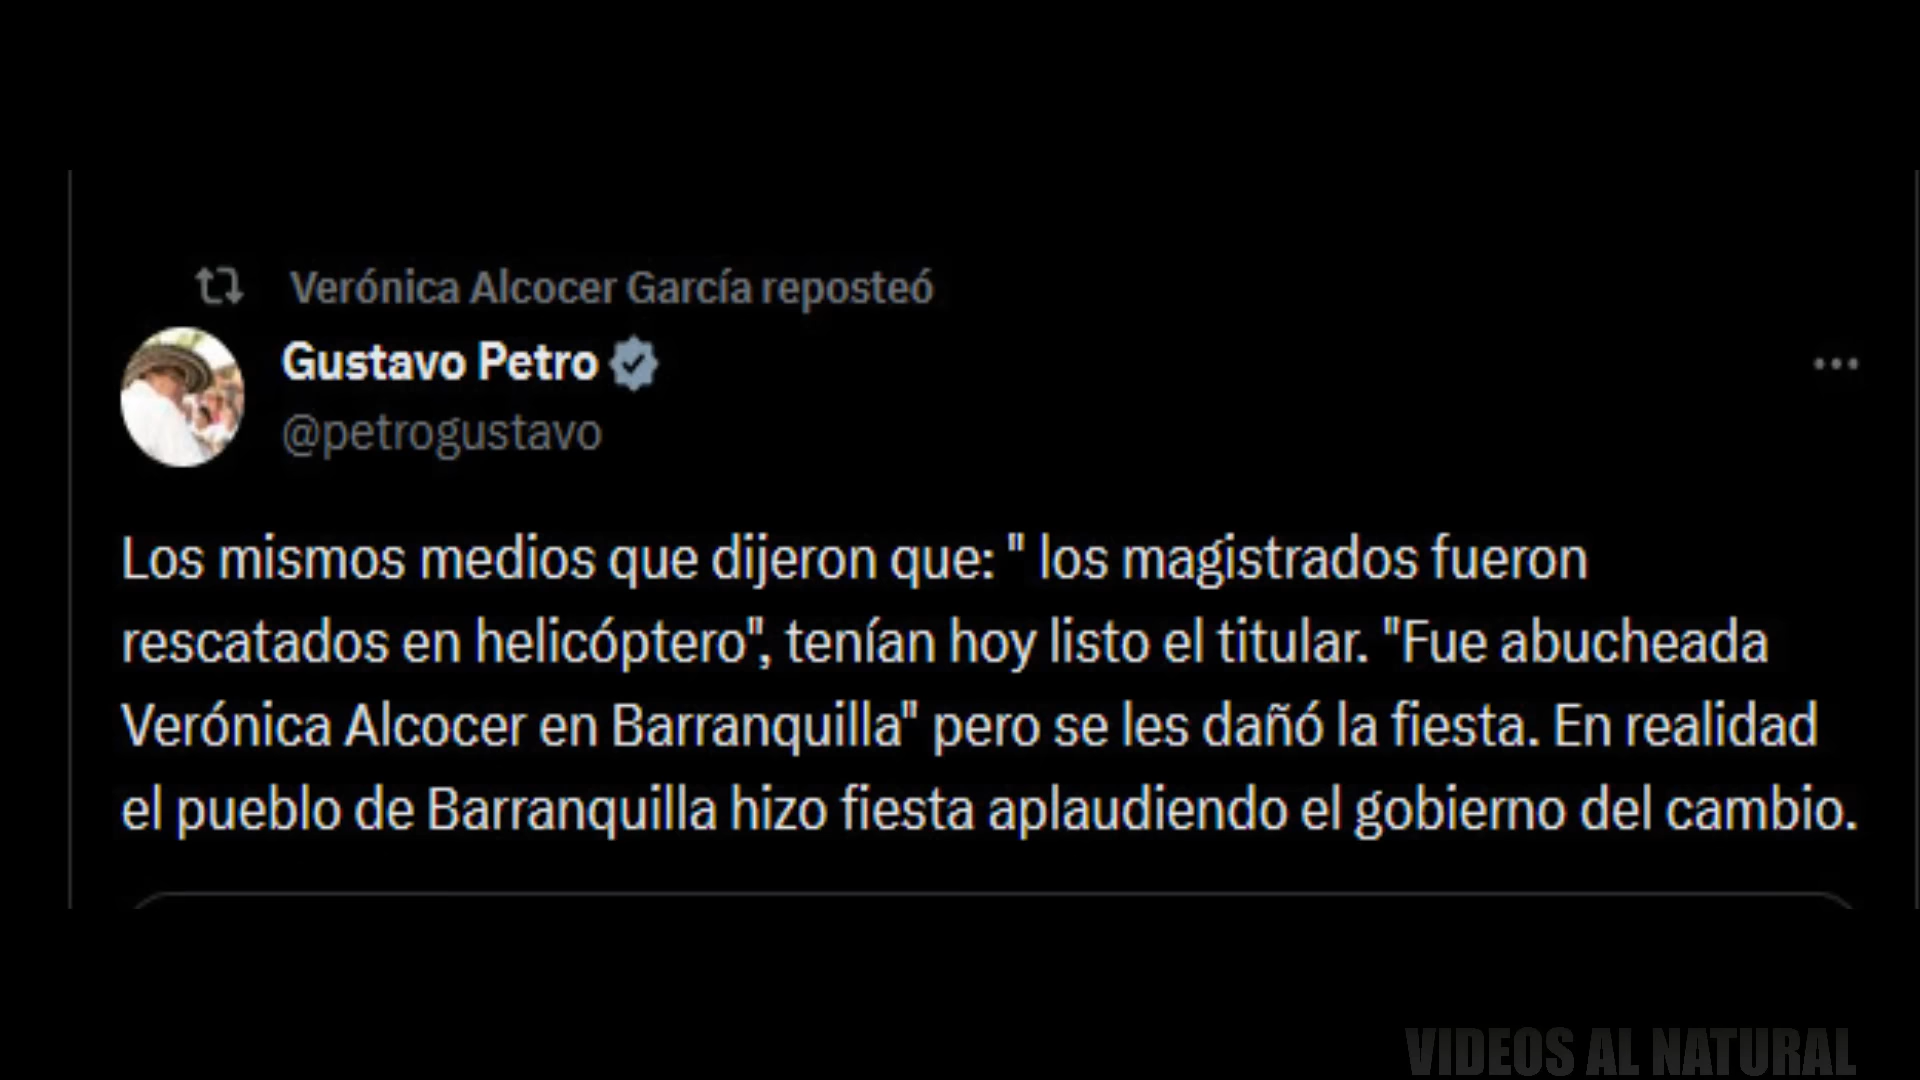 Verónica Alcocer García reposteó
Gustavo Petro
@petrogustavo
Los mismos medios que dijeron que: " los magistrados fueron
rescatados en helicóptero", tenían hoy listo el titular. "Fue abucheada
Verónica Alcocer en Barranquilla" pero se les dañó la fiesta. En realidad
el pueblo de Barranquilla hizo fiesta aplaudiendo el gobierno del cambio.
VIDEOS AL NATURAL